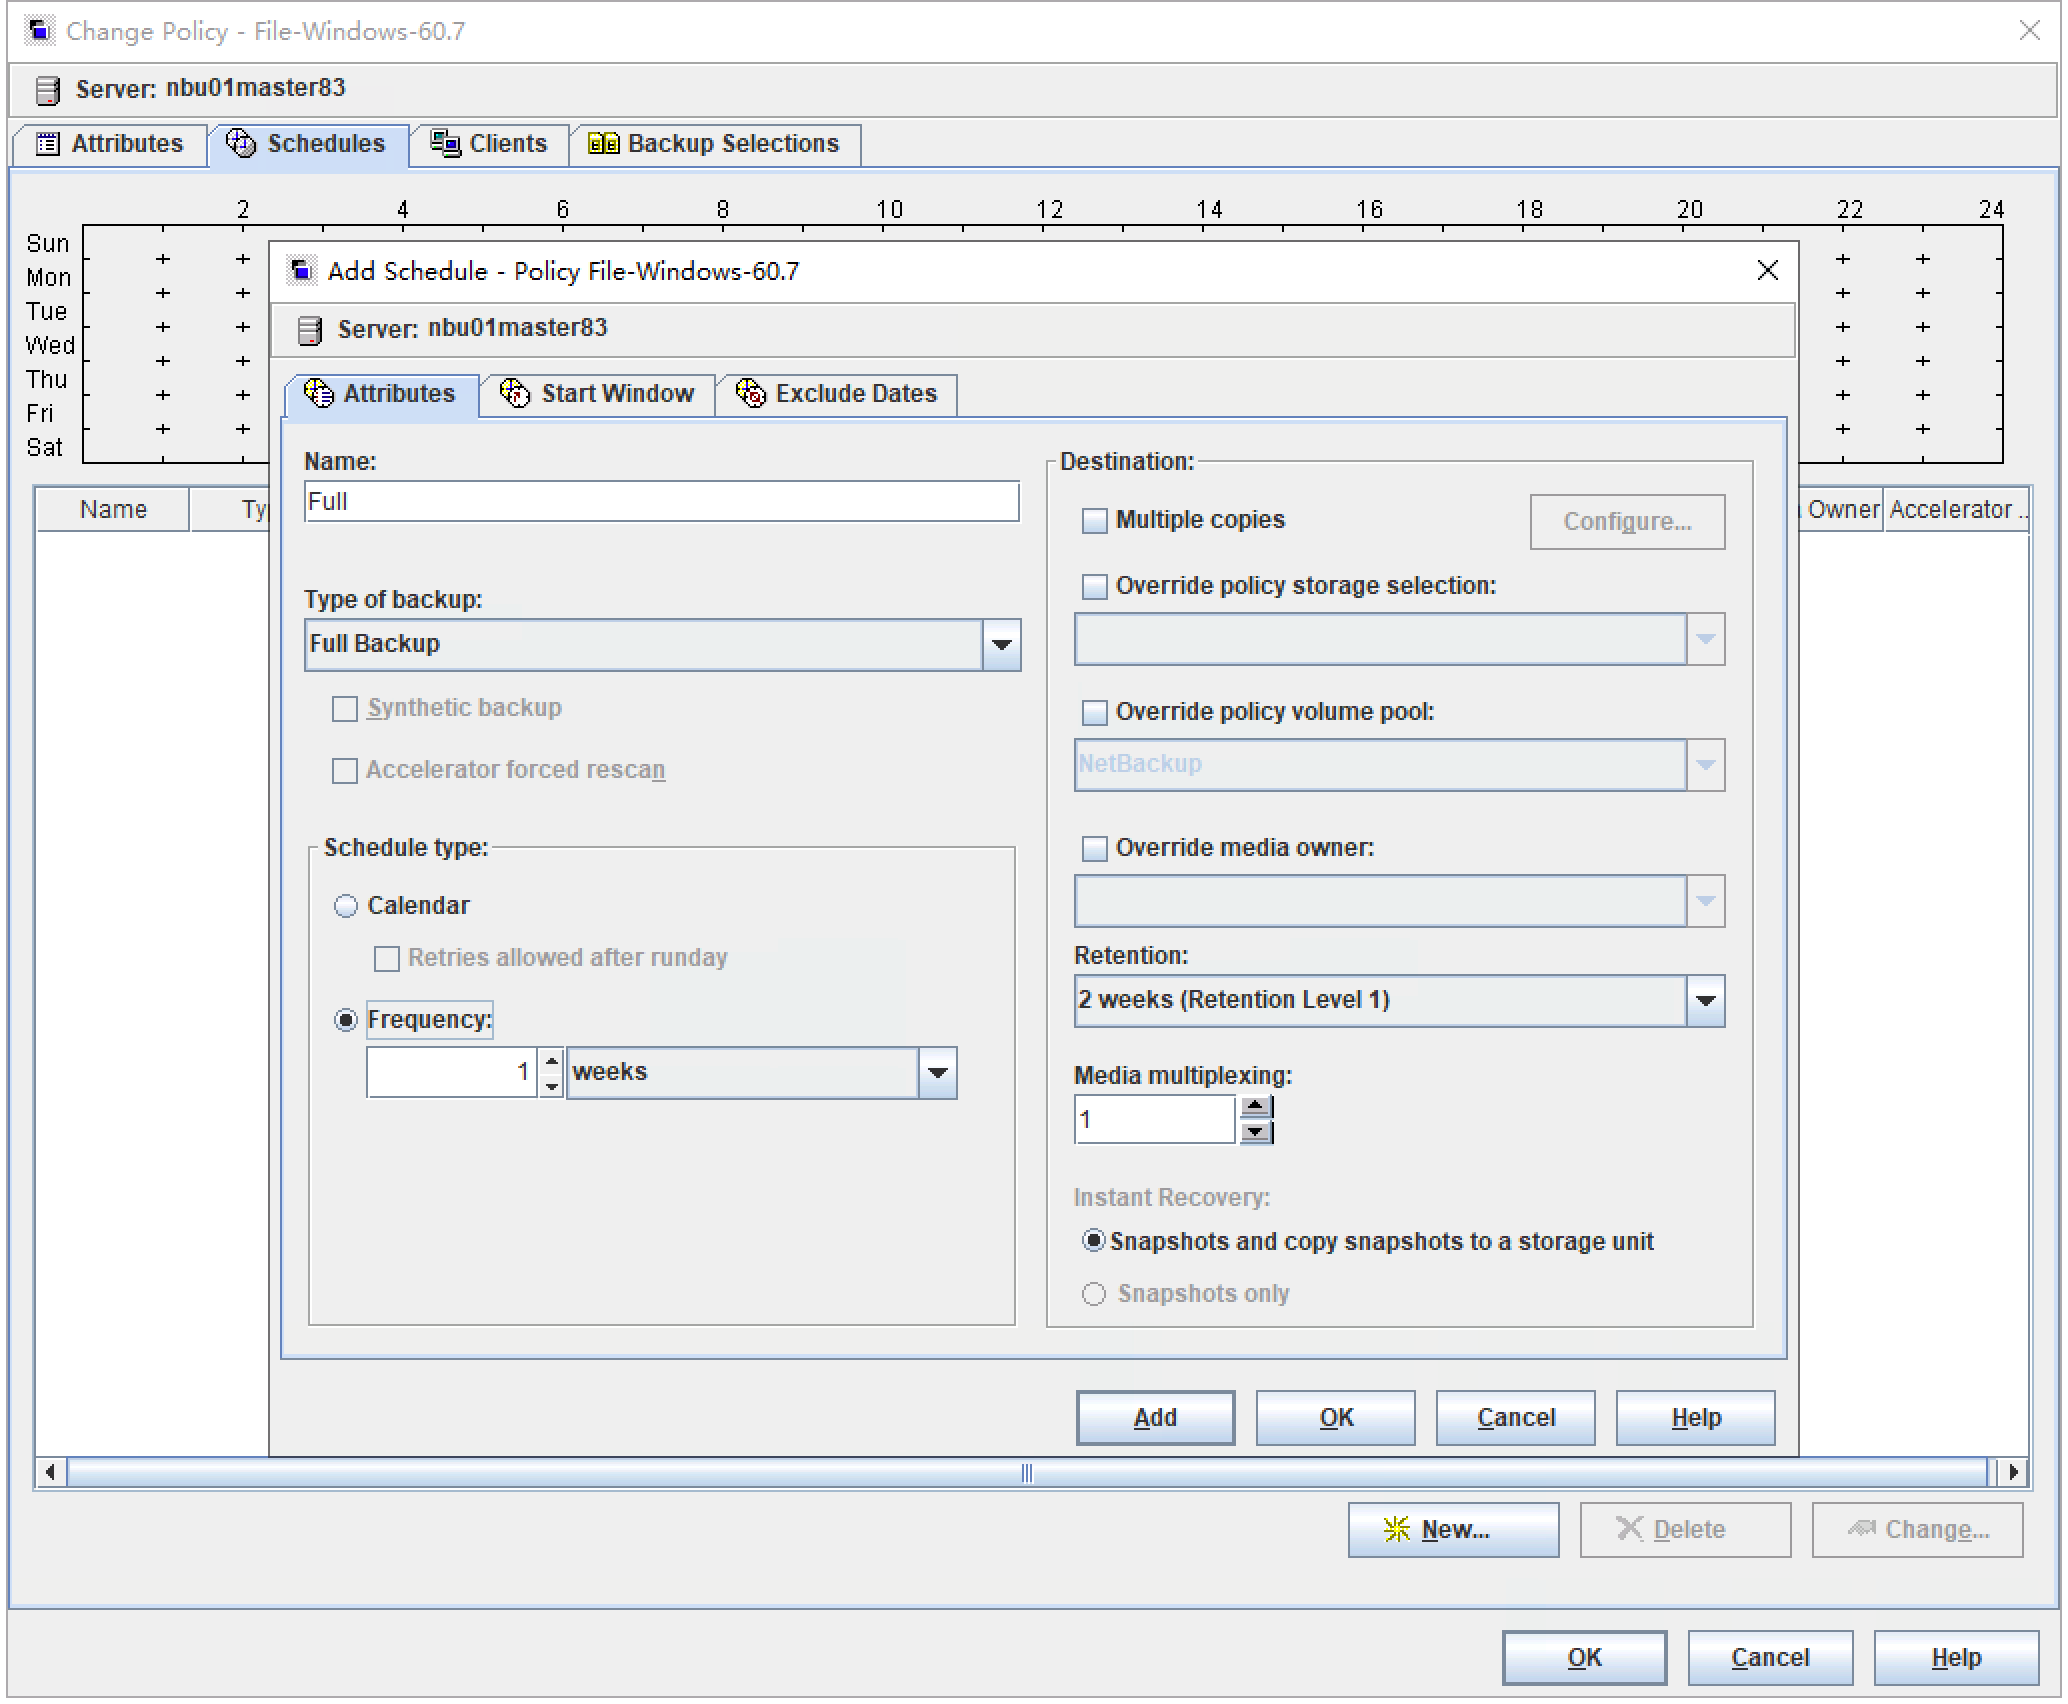 Change Policy - File-Windows-60.7
Server: nbu01master83
Attributes Schedules Clients Backup Selections
2 4 6 8 10 12 14 16 18 20 22 24
Sun
Mon
Tue
Wed
Thu
Fri
Sat
Name Ty Owner Accelerator ..
Add Schedule - Policy File-Windows-60.7
Server: nbu01master83
Attributes Start Window Exclude Dates
Name:
Full
Type of backup:
Full Backup
Synthetic backup
Accelerator forced rescan
Schedule type:
Calendar
Retries allowed after runday
Frequency:
1 weeks
Destination:
Multiple copies Configure...
Override policy storage selection:
Override policy volume pool:
NetBackup
Override media owner:
Retention:
2 weeks (Retention Level 1)
Media multiplexing:
1
Instant Recovery:
Snapshots and copy snapshots to a storage unit
Snapshots only
Add OK Cancel Help
New... Delete Change...
OK Cancel Help